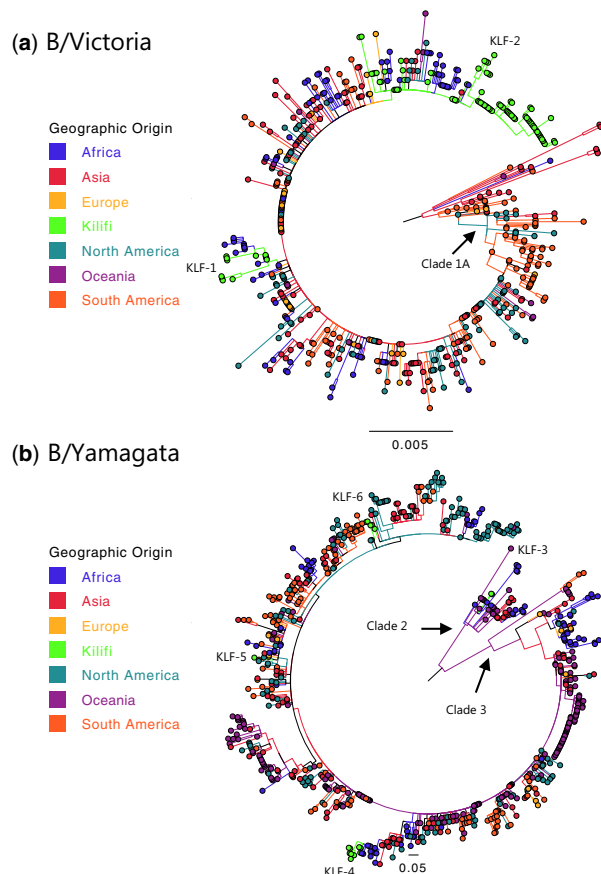 (a) B/Victoria
KLF-2
Geographic Origin
Africa
Asia
Europe
Kilifi
North America
Oceania
South America
KLF-1
Clade 1A
0.005
(b) B/Yamagata
KLF-6
Geographic Origin
Africa
Asia
Europe
Kilifi
North America
Oceania
South America
KLF-3
Clade 2
KLF-5
Clade 3
KLF-4
0.05